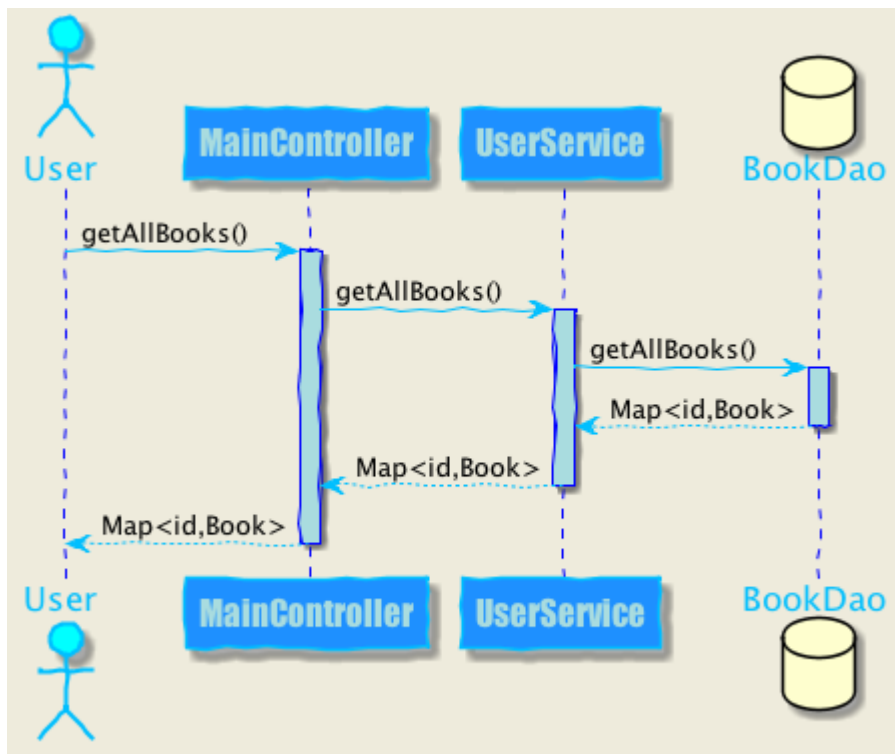 User
MainController
UserService
BookDao
getAllBooks()
getAllBooks()
getAllBooks()
Map<id,Book>
Map<id,Book>
Map<id,Book>
User
MainController
UserService
BookDao